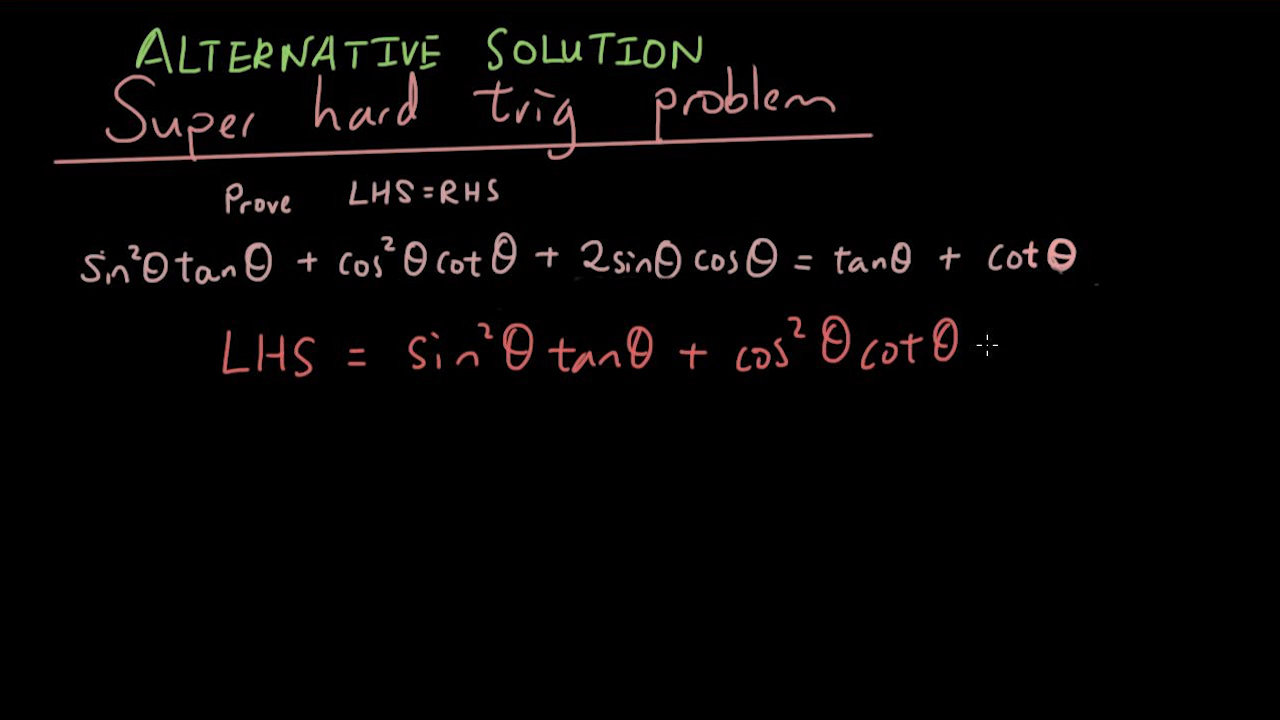 ALTERNATIVE SOLUTION
Super hard trig problem
Prove LHS=RHS
sin²θ tanθ + cos²θ cotθ + 2sinθ cosθ = tanθ + cotθ
LHS = sin²θ tanθ + cos²θ cotθ